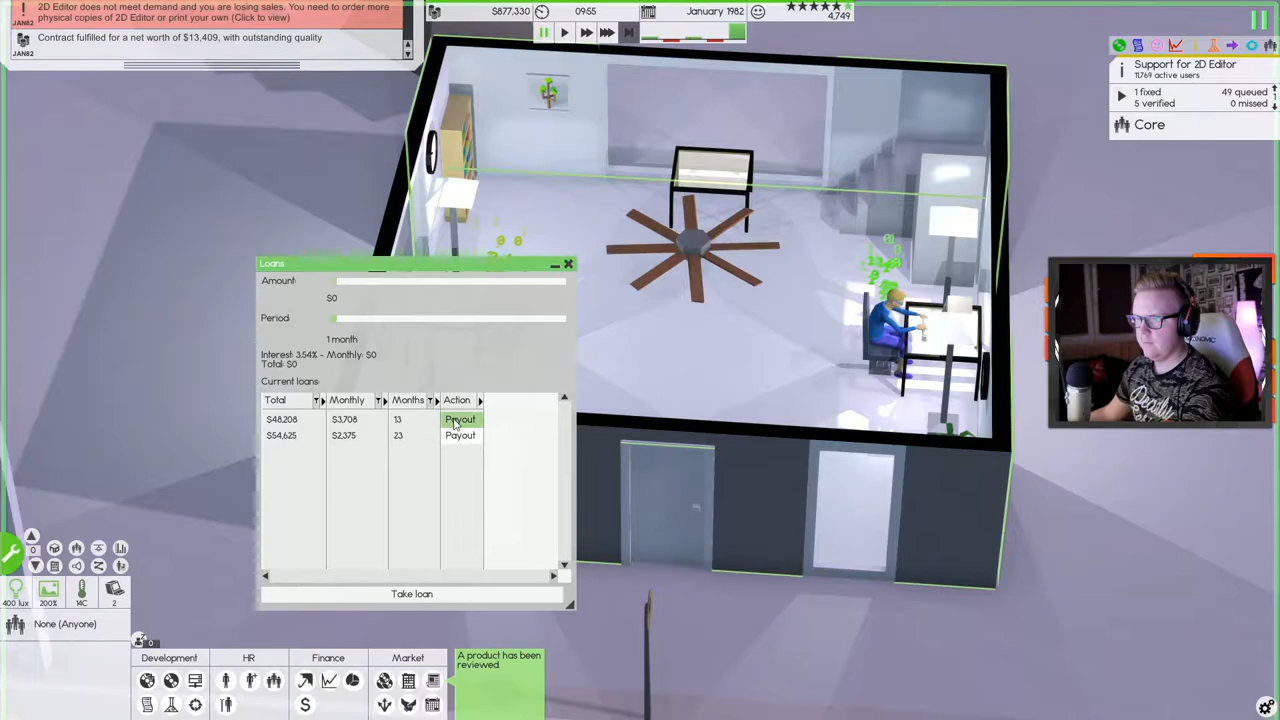 2D Editor does not meet demand and you are losing sales. You need to order more
physical copies of 2D Editor or print your own (Click to view)
JAN82
Contract fulfilled for a net worth of $13,409, with outstanding quality
JAN82
$877,330
09:55
January 1982
4,749
Support for 2D Editor
11,769 active users
1 fixed
49 queued
5 verified
0 missed
1
Core
Loans
Amount:
$0
Period:
1 month
Interest: 3.54% - Monthly: $0
Total: $0
Current loans:
Total
Monthly
Months
Action
$48,208
$3,708
13
Payout
$54,625
$2,375
23
Payout
Take loan
0
400 lux
200%
14C
2
None (Anyone)
Development
HR
Finance
Market
A product has been
reviewed.